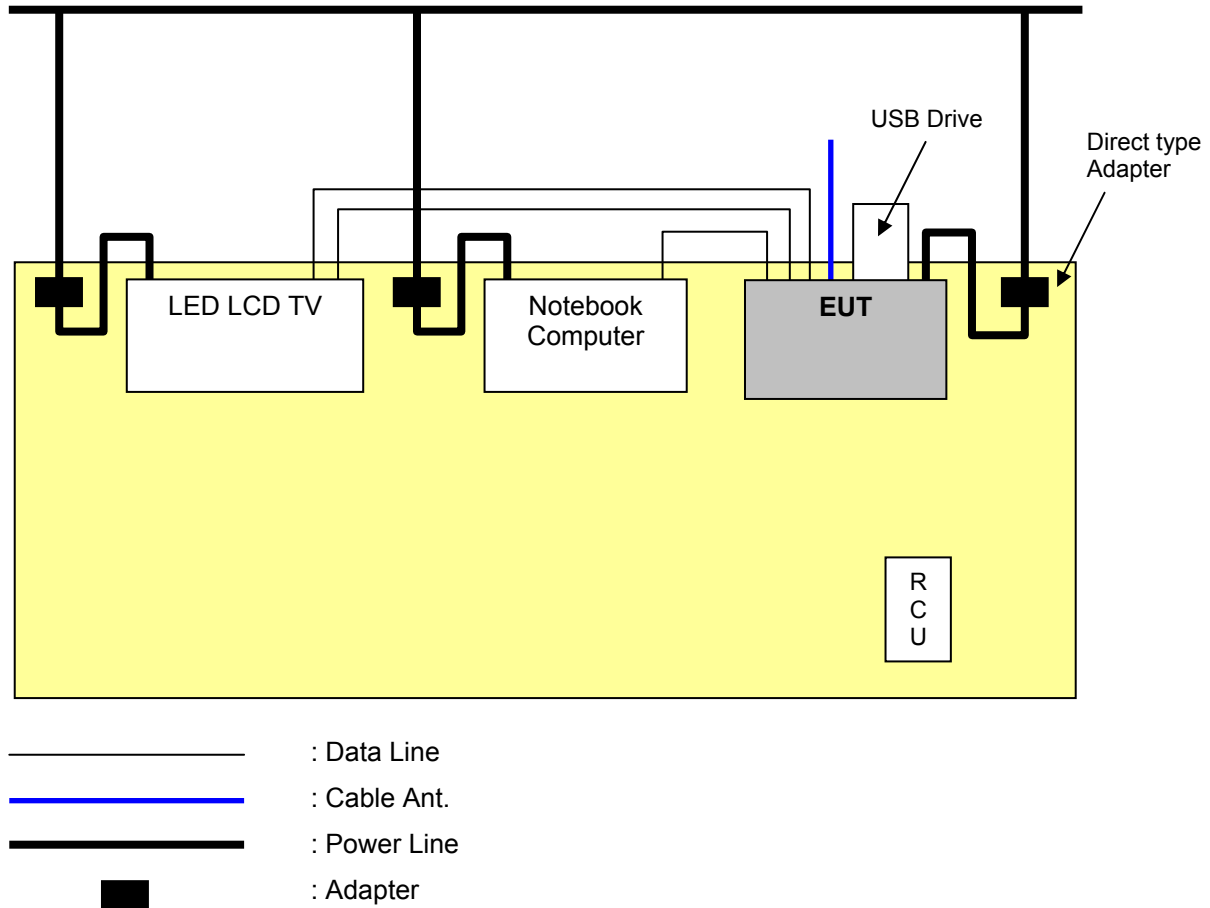 USB Drive
Direct type
Adapter
LED LCD TV
Notebook
Computer
EUT
R
C
U
: Data Line
: Cable Ant.
: Power Line
: Adapter